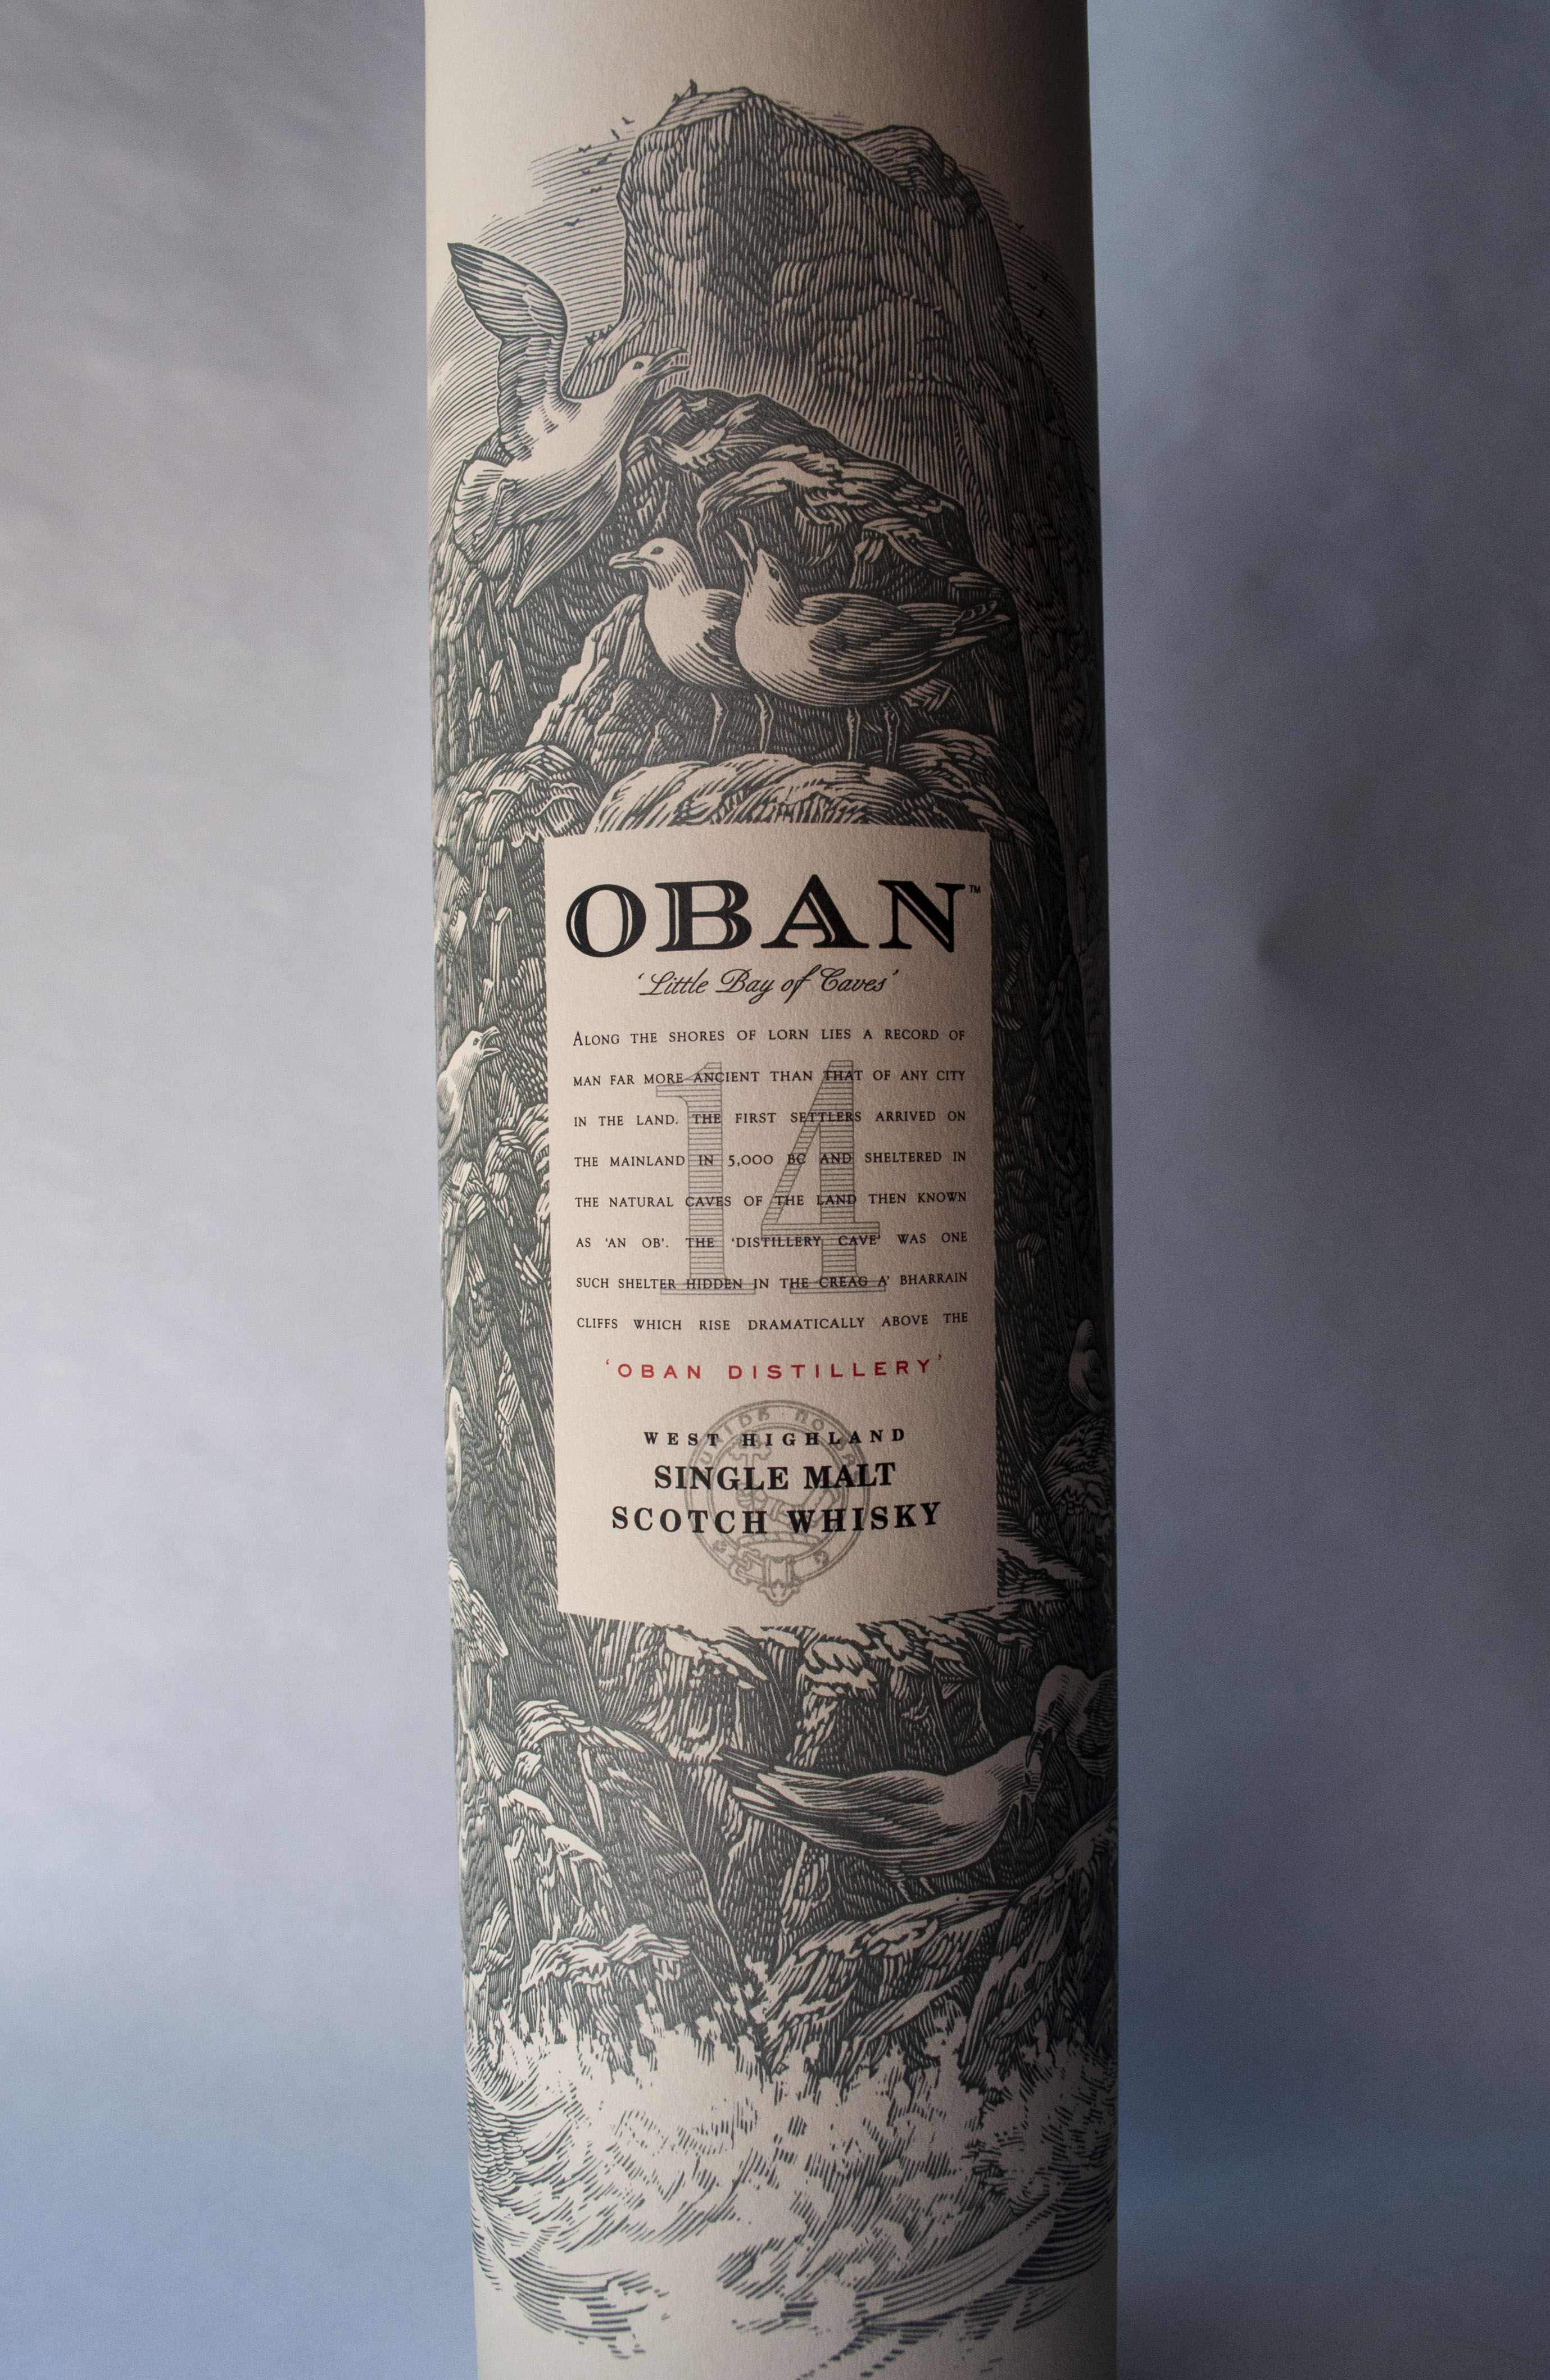 OBAN™
'Little Bay of Caves'
ALONG THE SHORES OF LORN LIES A RECORD OF
MAN FAR MORE ANCIENT THAN THAT OF ANY CITY
IN THE LAND. THE FIRST SETTLERS ARRIVED ON
THE MAINLAND IN 5,000 BC AND SHELTERED IN
THE NATURAL CAVES OF THE LAND THEN KNOWN
AS 'AN OB'. THE 'DISTILLERY CAVE' WAS ONE
SUCH SHELTER HIDDEN IN THE CREAG A' BHARRAIN
CLIFFS WHICH RISE DRAMATICALLY ABOVE THE
14
'OBAN DISTILLERY'
WEST HIGHLAND
SINGLE MALT
SCOTCH WHISKY